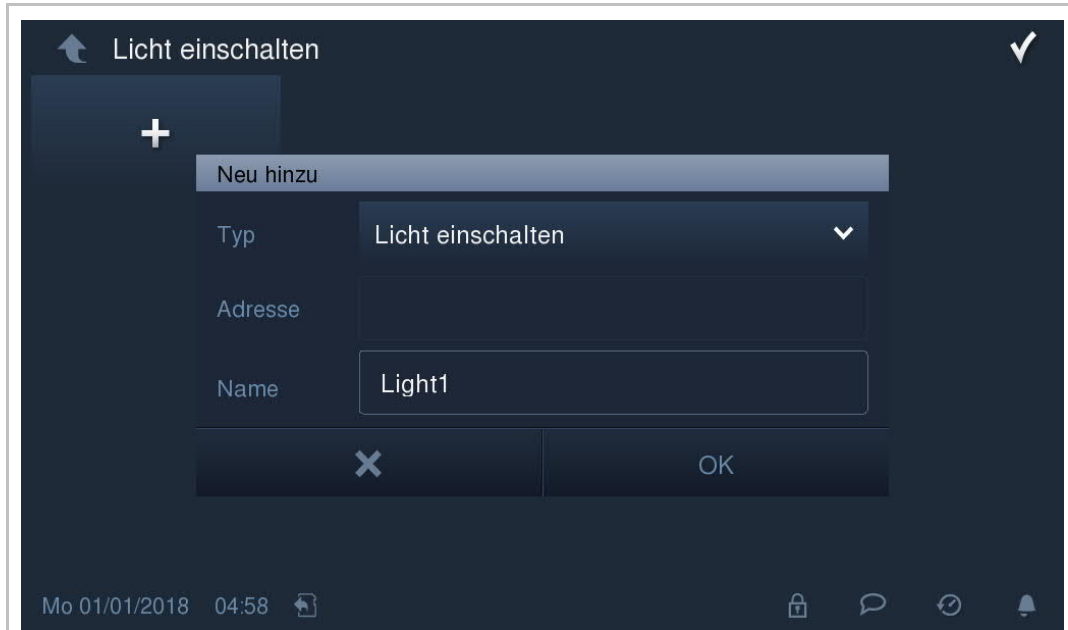 Licht einschalten
Neu hinzu
Typ Licht einschalten
Adresse
Name Light1
OK
Mo 01/01/2018 04:58